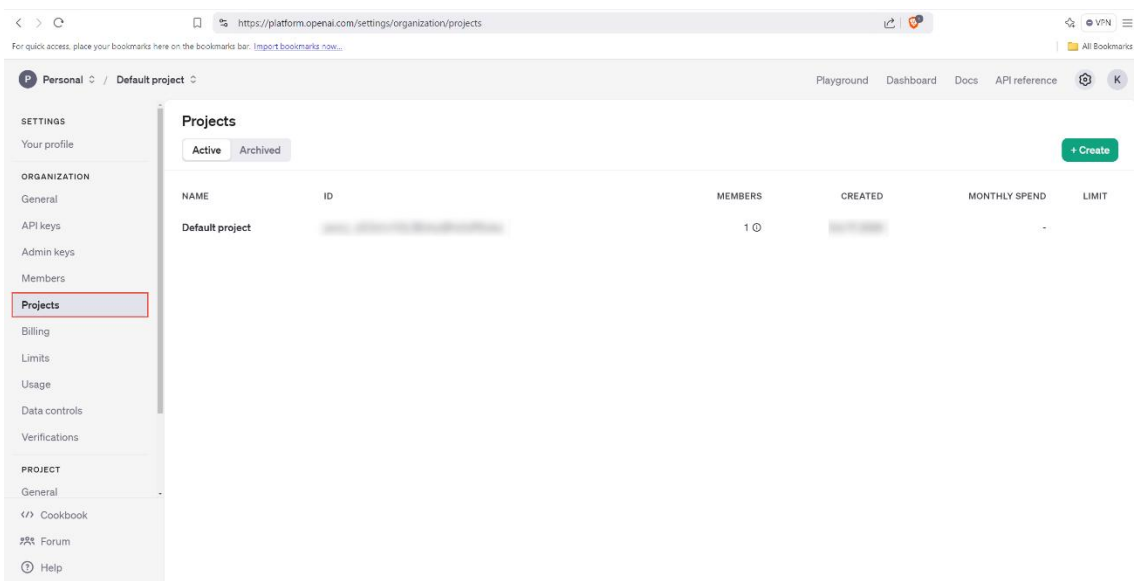 https://platform.openai.com/settings/organization/projects
VPN
For quick access, place your bookmarks here on the bookmarks bar. Import bookmarks now...
All Bookmarks
P Personal / Default project
Playground Dashboard Docs API reference K
SETTINGS
Your profile
ORGANIZATION
General
API keys
Admin keys
Members
Projects
Billing
Limits
Usage
Data controls
Verifications
PROJECT
General
</> Cookbook
Forum
Help
Projects
Active Archived
+ Create
NAME ID MEMBERS CREATED MONTHLY SPEND LIMIT
Default project 1 -